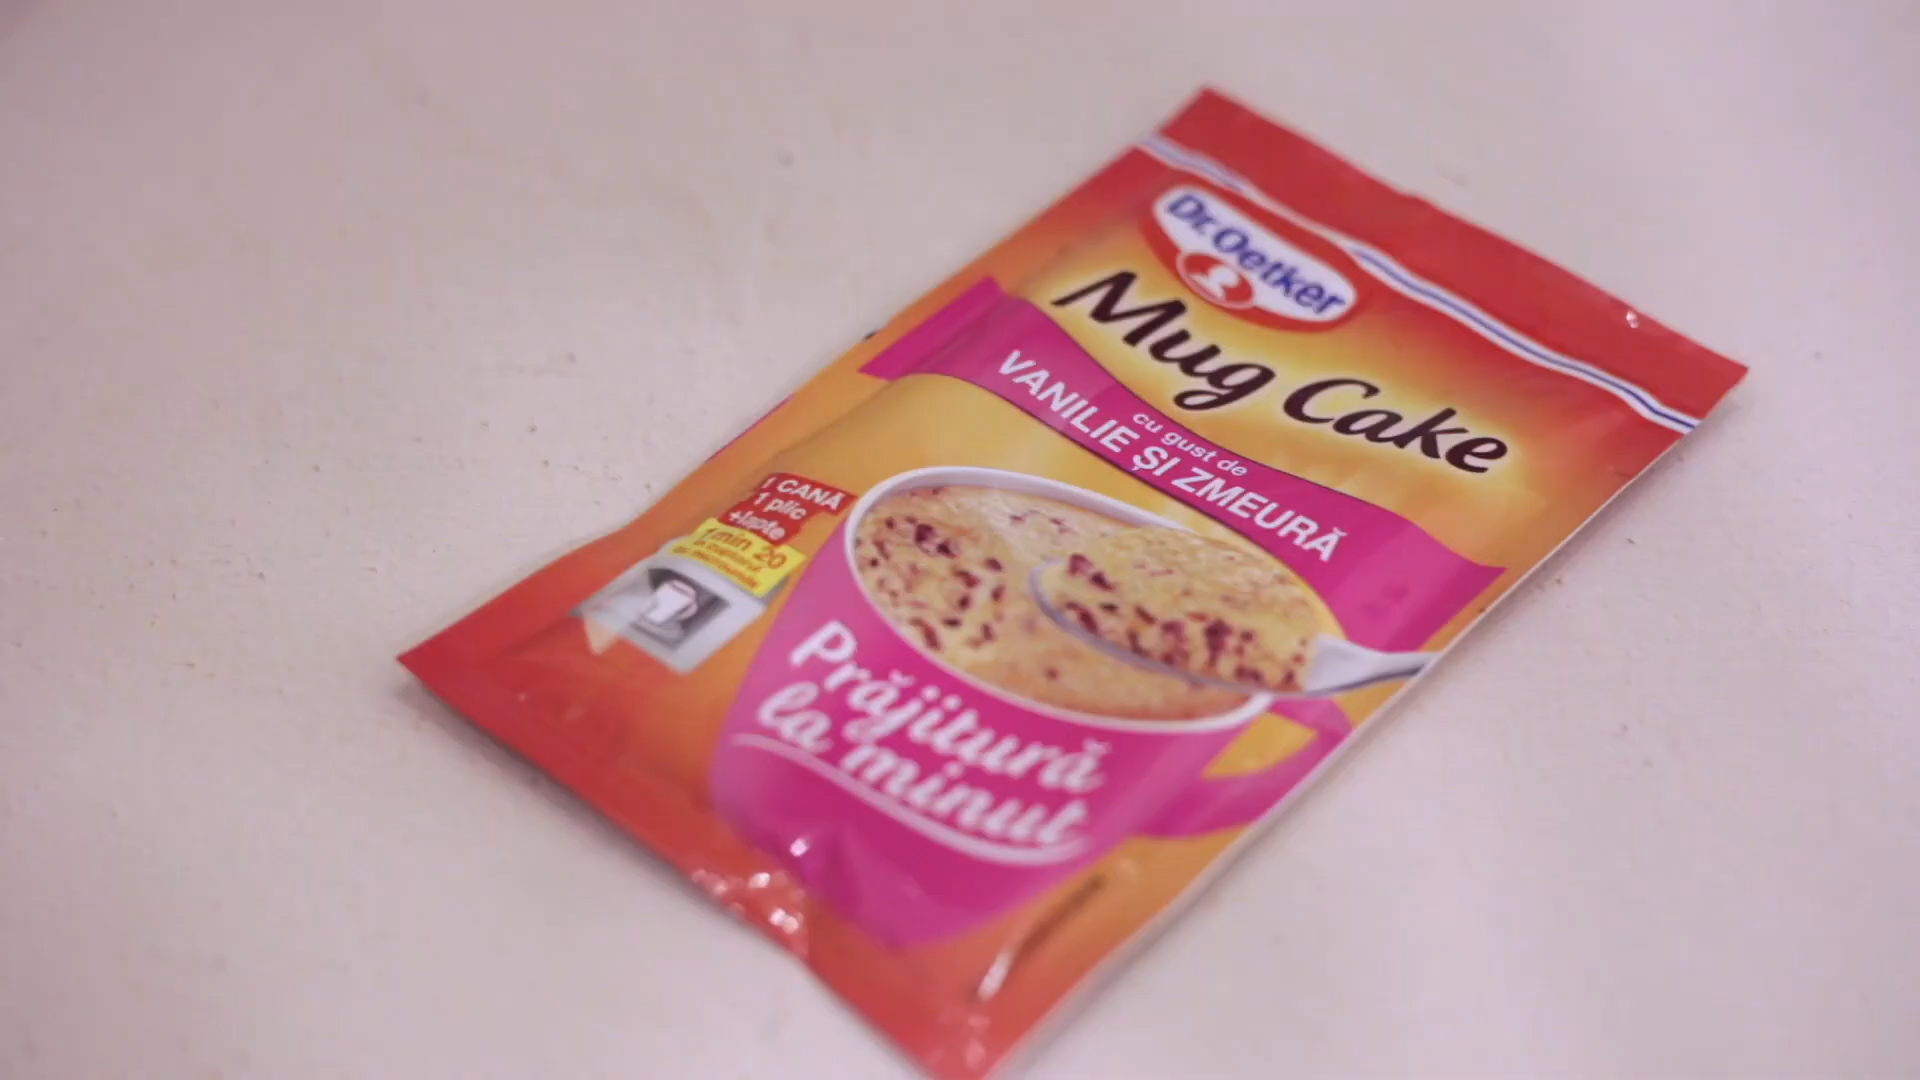 Dr. Oetker
Mug Cake
cu gust de
VANILIE ȘI ZMEURĂ
1 CANĂ
1 plic
+lapte
1 min 20
Prăjitură
la minut